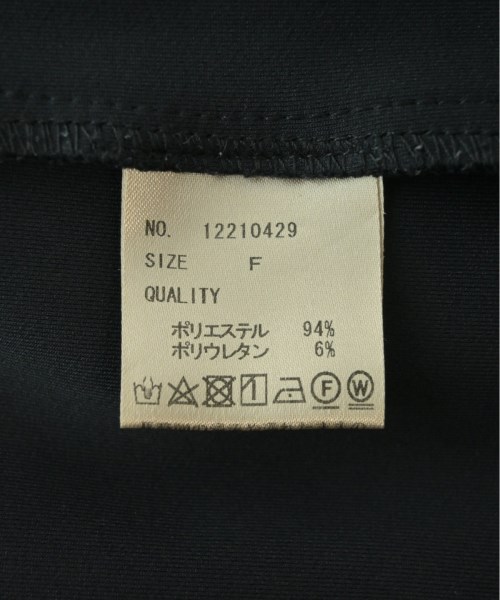 NO. 12210429
SIZE F
QUALITY
ポリエステル 94%
ポリウレタン 6%
F W